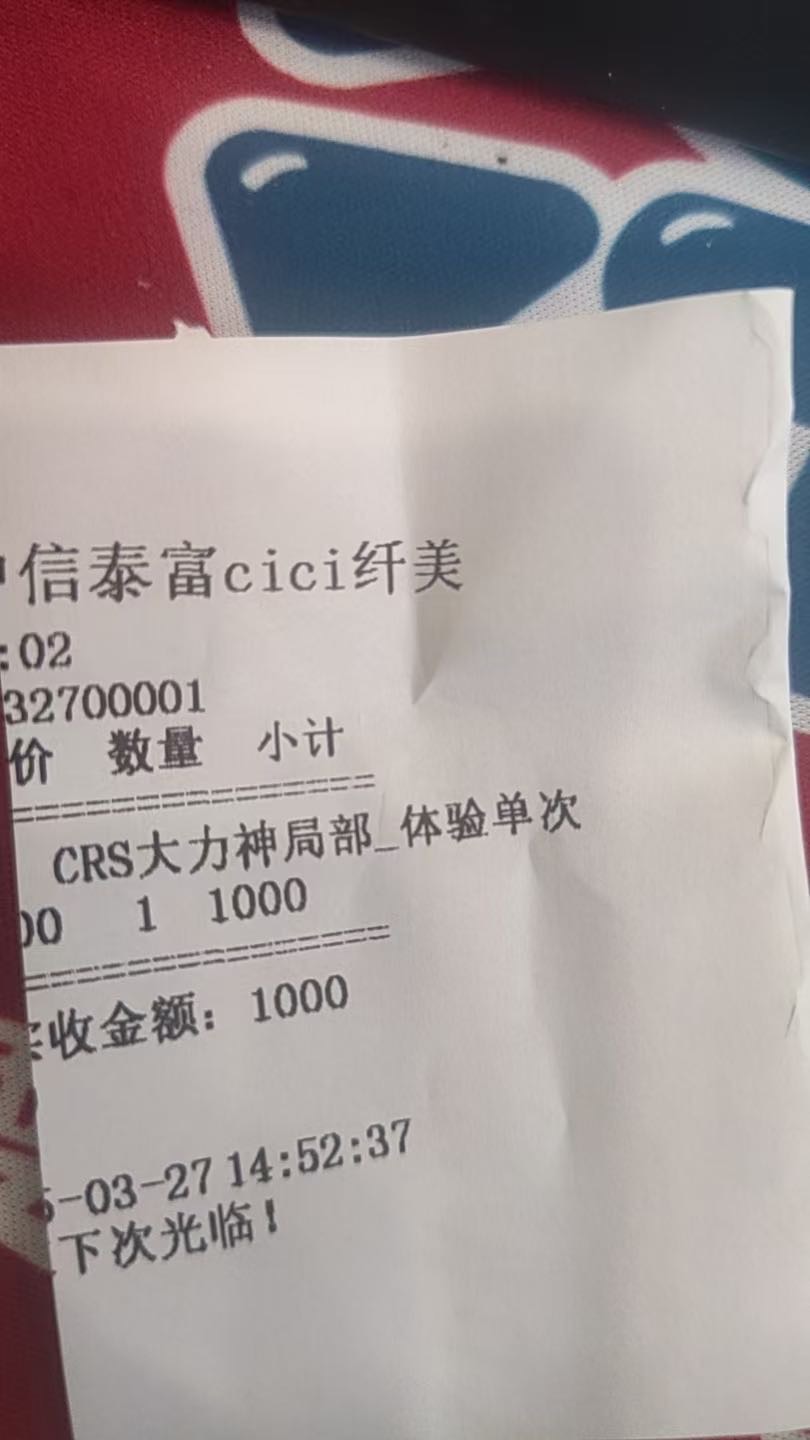 信泰富cici纤美
:02
32700001
价 数量 小计
================
CRS大力神局部_体验单次
00 1 1000
================
收金额: 1000
-03-27 14:52:37
下次光临!